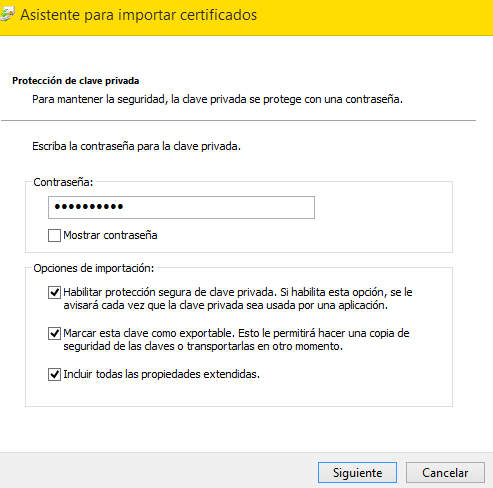 Asistente para importar certificados
Protección de clave privada
Para mantener la seguridad, la clave privada se protege con una contraseña.
Escriba la contraseña para la clave privada.
Contraseña:
●●●●●●●●●●
Mostrar contraseña
Opciones de importación:
Habilitar protección segura de clave privada. Si habilita esta opción, se le
avisará cada vez que la clave privada sea usada por una aplicación.
Marcar esta clave como exportable. Esto le permitirá hacer una copia de
seguridad de las claves o transportarlas en otro momento.
Incluir todas las propiedades extendidas.
Siguiente
Cancelar